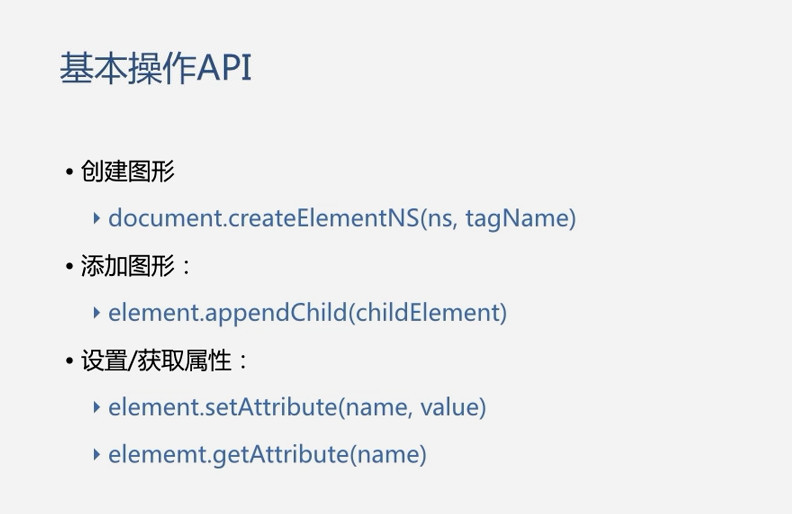 基本操作API
• 创建图形
document.createElementNS(ns, tagName)
• 添加图形：
element.appendChild(childElement)
• 设置/获取属性：
element.setAttribute(name, value)
elememt.getAttribute(name)